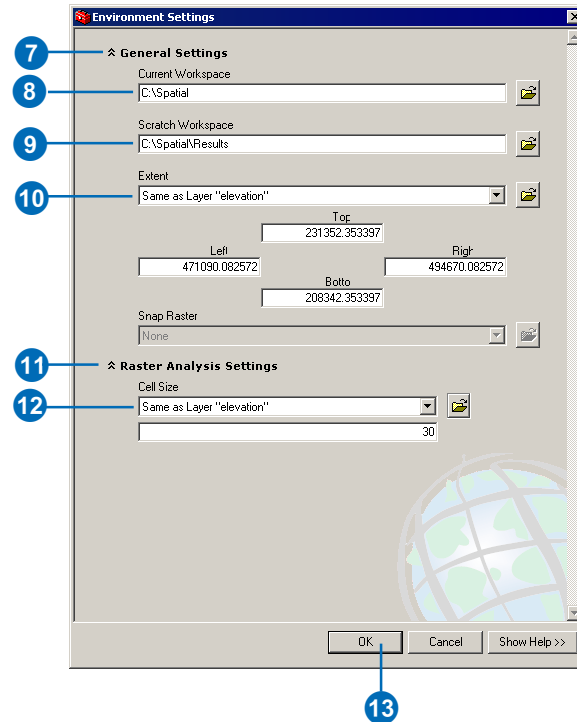 Environment Settings
7
General Settings
Current Workspace
8
C:\Spatial
Scratch Workspace
9
C:\Spatial\Results
Extent
10
Same as Layer "elevation"
Top
231352.353397
Left
Righ
471090.082572
494670.082572
Botto
208342.353397
Snap Raster
None
11
Raster Analysis Settings
Cell Size
12
Same as Layer "elevation"
30
OK
Cancel
Show Help >>
13